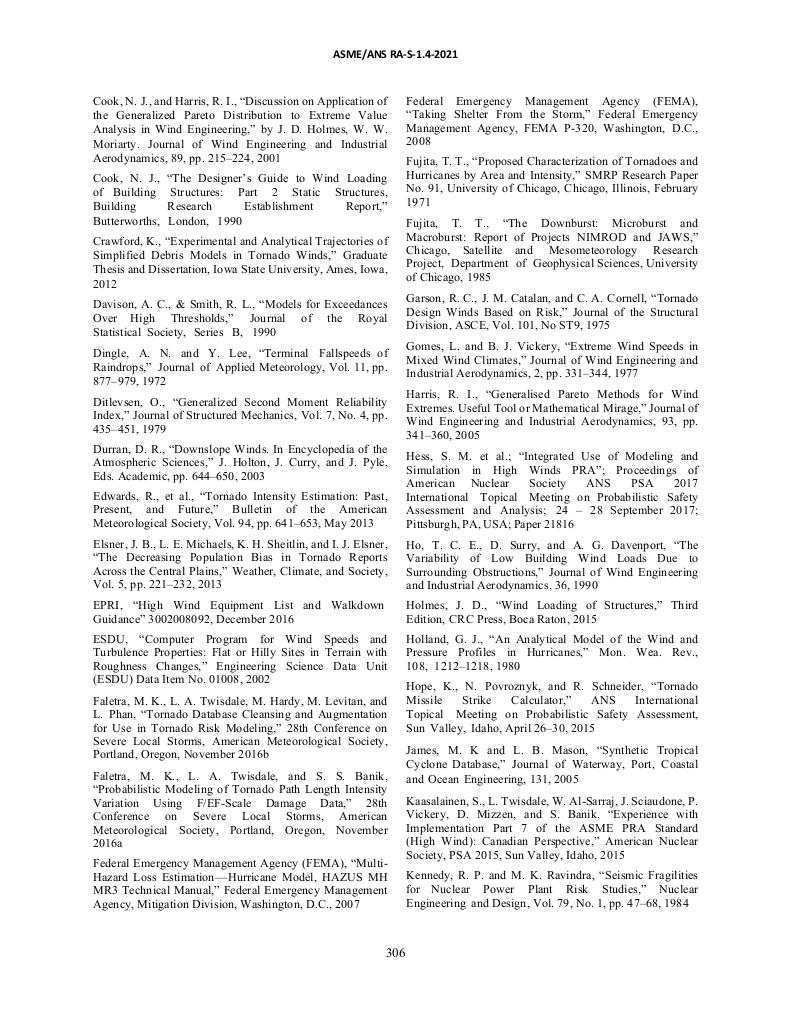 ASME/ANS RA-S-1.4-2021
Cook, N. J., and Harris, R. I., “Discussion on Application of
the Generalized Pareto Distribution to Extreme Value
Analysis in Wind Engineering,” by J. D. Holmes, W. W.
Moriarty. Journal of Wind Engineering and Industrial
Aerodynamics, 89, pp. 215–224, 2001
Cook, N. J., “The Designer’s Guide to Wind Loading
of Building Structures: Part 2 Static Structures,
Building Research Establishment Report,”
Butterworths, London, 1990
Crawford, K., “Experimental and Analytical Trajectories of
Simplified Debris Models in Tornado Winds,” Graduate
Thesis and Dissertation, Iowa State University, Ames, Iowa,
2012
Davison, A. C., & Smith, R. L., “Models for Exceedances
Over High Thresholds,” Journal of the Royal
Statistical Society, Series B, 1990
Dingle, A. N. and Y. Lee, “Terminal Fallspeeds of
Raindrops,” Journal of Applied Meteorology, Vol. 11, pp.
877–979, 1972
Ditlevsen, O., “Generalized Second Moment Reliability
Index,” Journal of Structured Mechanics, Vol. 7, No. 4, pp.
435–451, 1979
Durran, D. R., “Downslope Winds. In Encyclopedia of the
Atmospheric Sciences,” J. Holton, J. Curry, and J. Pyle,
Eds. Academic, pp. 644–650, 2003
Edwards, R., et al., “Tornado Intensity Estimation: Past,
Present, and Future,” Bulletin of the American
Meteorological Society, Vol. 94, pp. 641–653, May 2013
Elsner, J. B., L. E. Michaels, K. H. Sheitlin, and I. J. Elsner,
“The Decreasing Population Bias in Tornado Reports
Across the Central Plains,” Weather, Climate, and Society,
Vol. 5, pp. 221–232, 2013
EPRI, “High Wind Equipment List and Walkdown
Guidance” 3002008092, December 2016
ESDU, “Computer Program for Wind Speeds and
Turbulence Properties: Flat or Hilly Sites in Terrain with
Roughness Changes,” Engineering Science Data Unit
(ESDU) Data Item No. 01008, 2002
Faletra, M. K., L. A. Twisdale, M. Hardy, M. Levitan, and
L. Phan, “Tornado Database Cleansing and Augmentation
for Use in Tornado Risk Modeling,” 28th Conference on
Severe Local Storms, American Meteorological Society,
Portland, Oregon, November 2016b
Faletra, M. K., L. A. Twisdale, and S. S. Banik,
“Probabilistic Modeling of Tornado Path Length Intensity
Variation Using F/EF-Scale Damage Data,” 28th
Conference on Severe Local Storms, American
Meteorological Society, Portland, Oregon, November
2016a
Federal Emergency Management Agency (FEMA), “Multi-
Hazard Loss Estimation—Hurricane Model, HAZUS MH
MR3 Technical Manual,” Federal Emergency Management
Agency, Mitigation Division, Washington, D.C., 2007
Federal Emergency Management Agency (FEMA),
“Taking Shelter From the Storm,” Federal Emergency
Management Agency, FEMA P-320, Washington, D.C.,
2008
Fujita, T. T., “Proposed Characterization of Tornadoes and
Hurricanes by Area and Intensity,” SMRP Research Paper
No. 91, University of Chicago, Chicago, Illinois, February
1971
Fujita, T. T., “The Downburst: Microburst and
Macroburst: Report of Projects NIMROD and JAWS,”
Chicago, Satellite and Mesometeorology Research
Project, Department of Geophysical Sciences, University
of Chicago, 1985
Garson, R. C., J. M. Catalan, and C. A. Cornell, “Tornado
Design Winds Based on Risk,” Journal of the Structural
Division, ASCE, Vol. 101, No ST9, 1975
Gomes, L. and B. J. Vickery, “Extreme Wind Speeds in
Mixed Wind Climates,” Journal of Wind Engineering and
Industrial Aerodynamics, 2, pp. 331–344, 1977
Harris, R. I., “Generalised Pareto Methods for Wind
Extremes. Useful Tool or Mathematical Mirage,” Journal of
Wind Engineering and Industrial Aerodynamics, 93, pp.
341–360, 2005
Hess, S. M. et al.; “Integrated Use of Modeling and
Simulation in High Winds PRA”; Proceedings of
American Nuclear Society ANS PSA 2017
International Topical Meeting on Probabilistic Safety
Assessment and Analysis; 24 – 28 September 2017;
Pittsburgh, PA, USA; Paper 21816
Ho, T. C. E., D. Surry, and A. G. Davenport, “The
Variability of Low Building Wind Loads Due to
Surrounding Obstructions,” Journal of Wind Engineering
and Industrial Aerodynamics, 36, 1990
Holmes, J. D., “Wind Loading of Structures,” Third
Edition, CRC Press, Boca Raton, 2015
Holland, G. J., “An Analytical Model of the Wind and
Pressure Profiles in Hurricanes,” Mon. Wea. Rev.,
108, 1212–1218, 1980
Hope, K., N. Povroznyk, and R. Schneider, “Tornado
Missile Strike Calculator,” ANS International
Topical Meeting on Probabilistic Safety Assessment,
Sun Valley, Idaho, April 26–30, 2015
James, M. K and L. B. Mason, “Synthetic Tropical
Cyclone Database,” Journal of Waterway, Port, Coastal
and Ocean Engineering, 131, 2005
Kaasalainen, S., L. Twisdale, W. Al-Sarraj, J. Sciaudone, P.
Vickery, D. Mizzen, and S. Banik, “Experience with
Implementation Part 7 of the ASME PRA Standard
(High Wind): Canadian Perspective,” American Nuclear
Society, PSA 2015, Sun Valley, Idaho, 2015
Kennedy, R. P. and M. K. Ravindra, “Seismic Fragilities
for Nuclear Power Plant Risk Studies,” Nuclear
Engineering and Design, Vol. 79, No. 1, pp. 47–68, 1984
306